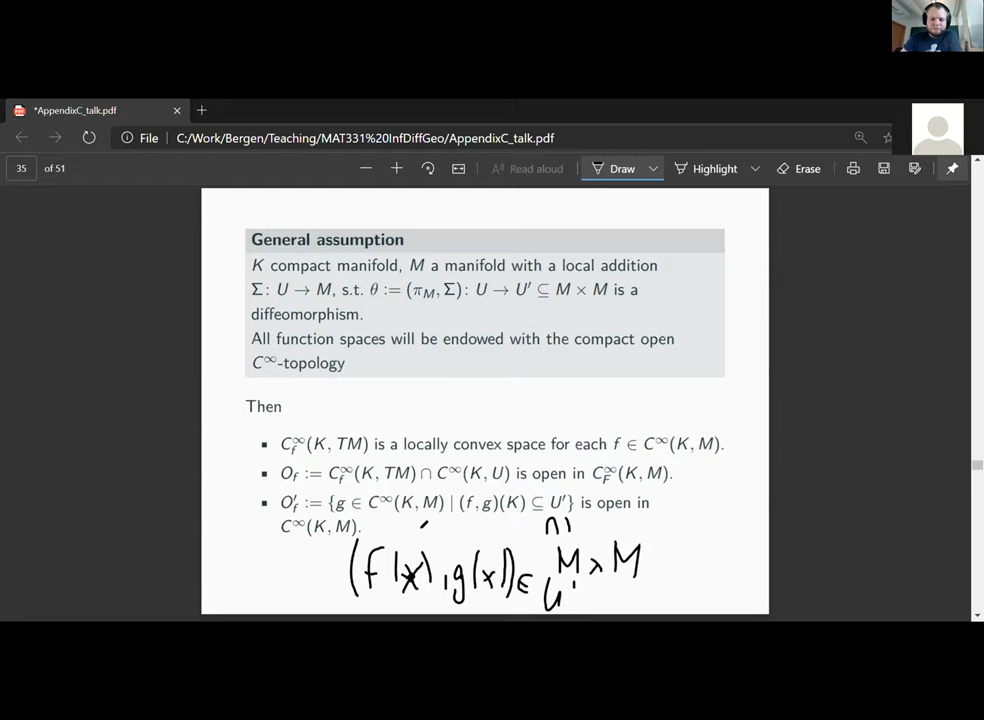 *AppendixC_talk.pdf
File C:/Work/Bergen/Teaching/MAT331%20InfDiffGeo/AppendixC_talk.pdf
35 of 51 Read aloud Draw Highlight Erase
General assumption
K compact manifold, M a manifold with a local addition
Σ: U → M, s.t. θ := (π_M, Σ): U → U′ ⊆ M × M is a
diffeomorphism.
All function spaces will be endowed with the compact open
C^∞-topology
Then
▪ C_f^∞(K, TM) is a locally convex space for each f ∈ C^∞(K, M).
▪ O_f := C_f^∞(K, TM) ∩ C^∞(K, U) is open in C_F^∞(K, M).
▪ O′_f := {g ∈ C^∞(K, M) | (f, g)(K) ⊆ U′} is open in
C^∞(K, M).
(f(x), g(x)) ∈ U′
M × M